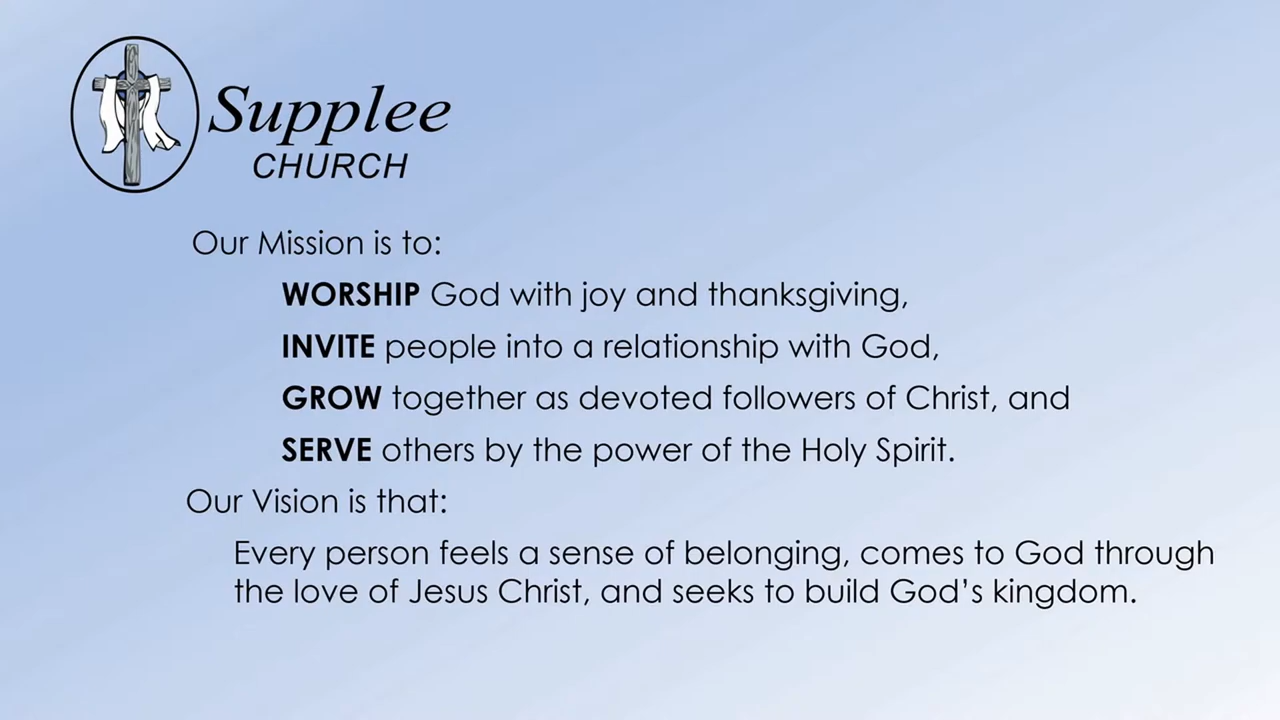 Supplee
CHURCH
Our Mission is to:
WORSHIP God with joy and thanksgiving,
INVITE people into a relationship with God,
GROW together as devoted followers of Christ, and
SERVE others by the power of the Holy Spirit.
Our Vision is that:
Every person feels a sense of belonging, comes to God through
the love of Jesus Christ, and seeks to build God’s kingdom.